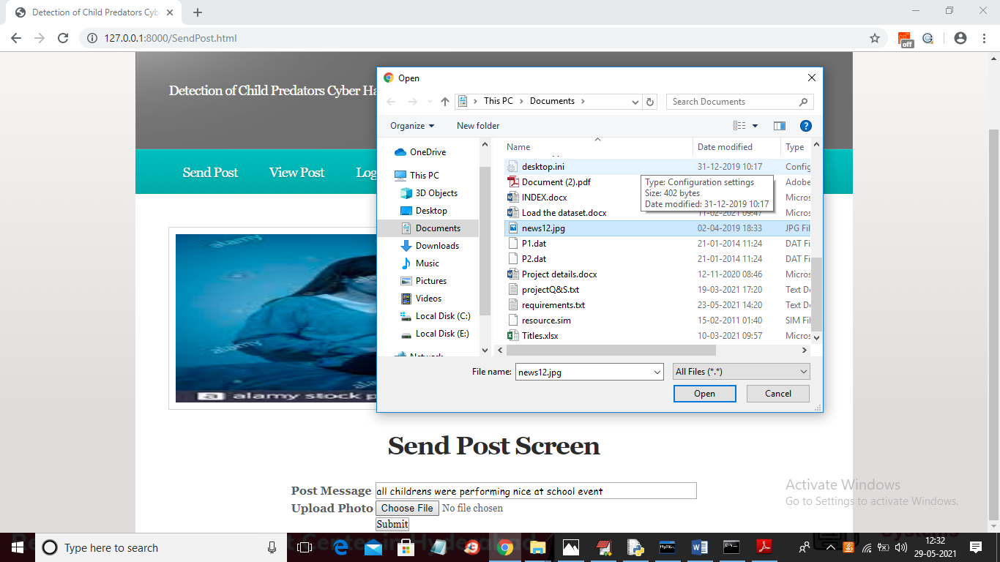 Detection of Child Predators Cyb
127.0.0.1:8000/SendPost.html
off
Detection of Child Predators Cyber Ha
Send Post View Post Log
alamy
alamy
alamy stock p
Open
This PC > Documents >
Search Documents
Organize New folder
OneDrive
This PC
3D Objects
Desktop
Documents
Downloads
Music
Pictures
Videos
Local Disk (C:)
Local Disk (E:)
Network
Name Date modified Type
desktop.ini 31-12-2019 10:17 Config
Document (2).pdf Adobe
INDEX.docx Micros
Load the dataset.docx 11-02-2021 09:47 Micros
news12.jpg 02-04-2019 18:33 JPG Fil
P1.dat 21-01-2014 11:24 DAT Fi
P2.dat 21-01-2014 11:24 DAT Fi
Project details.docx 12-11-2020 08:46 Micros
projectQ&S.txt 19-03-2021 17:20 Text D
requirements.txt 23-05-2021 14:20 Text D
resource.sim 15-02-2011 01:40 SIM Fil
Titles.xlsx 10-03-2021 09:57 Micros
Type: Configuration settings
Size: 402 bytes
Date modified: 31-12-2019 10:17
File name: news12.jpg All Files (*.*)
Open Cancel
Send Post Screen
Post Message all childrens were performing nice at school event
Upload Photo Choose File No file chosen
Submit
Activate Windows
Go to Settings to activate Windows.
Type here to search
12:32
29-05-2021